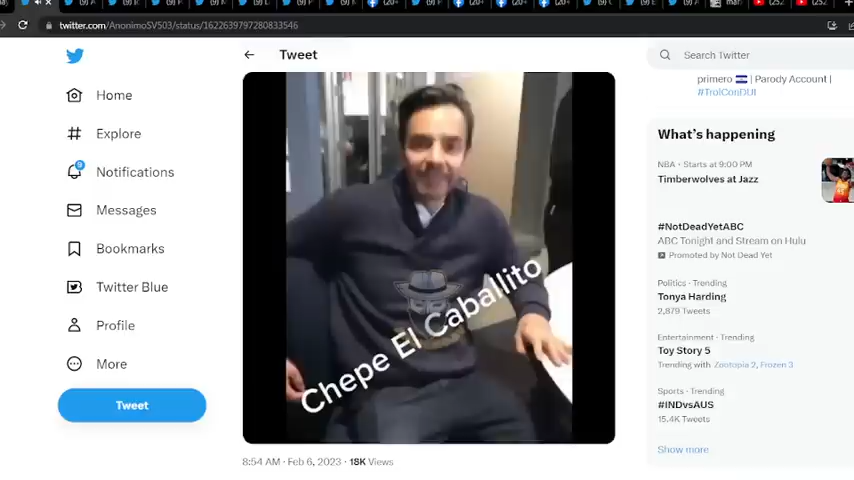 twitter.com/AnonimoSV503/status/1622639797280833546
Tweet
Search Twitter
primero | Parody Account |
#TrolConDUI
Home
Explore
Notifications
Messages
Bookmarks
Twitter Blue
Profile
More
Tweet
Chepe El Caballito
8:54 AM · Feb 6, 2023 · 18K Views
What's happening
NBA · Starts at 9:00 PM
Timberwolves at Jazz
#NotDeadYetABC
ABC Tonight and Stream on Hulu
Promoted by Not Dead Yet
Politics · Trending
Tonya Harding
2,879 Tweets
Entertainment · Trending
Toy Story 5
Trending with Zootopia 2, Frozen 3
Sports · Trending
#INDvsAUS
15.4K Tweets
Show more